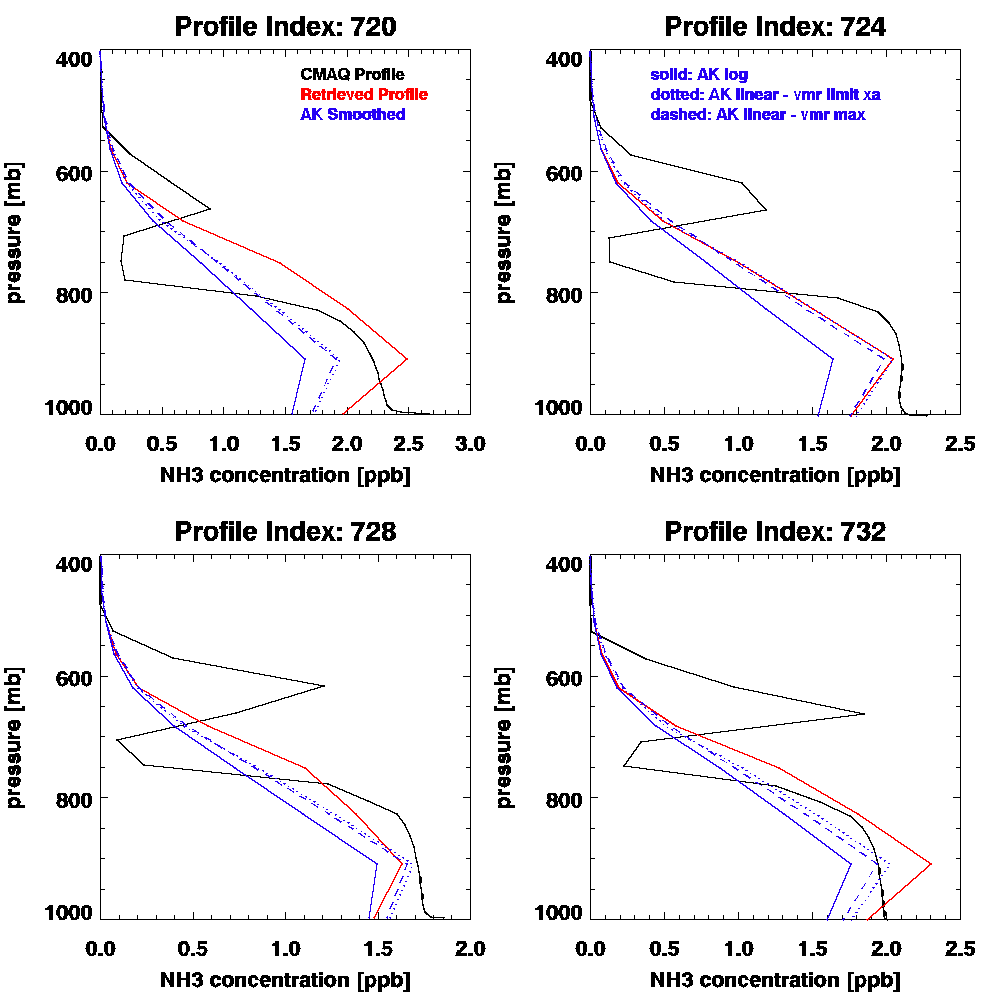 Profile Index: 720
400
600
800
1000
pressure [mb]
CMAQ Profile
Retrieved Profile
AK Smoothed
0.0 0.5 1.0 1.5 2.0 2.5 3.0
NH3 concentration [ppb]
Profile Index: 724
400
600
800
1000
pressure [mb]
solid: AK log
dotted: AK linear - vmr limit xa
dashed: AK linear - vmr max
0.0 0.5 1.0 1.5 2.0 2.5
NH3 concentration [ppb]
Profile Index: 728
400
600
800
1000
pressure [mb]
0.0 0.5 1.0 1.5 2.0
NH3 concentration [ppb]
Profile Index: 732
400
600
800
1000
pressure [mb]
0.0 0.5 1.0 1.5 2.0 2.5
NH3 concentration [ppb]